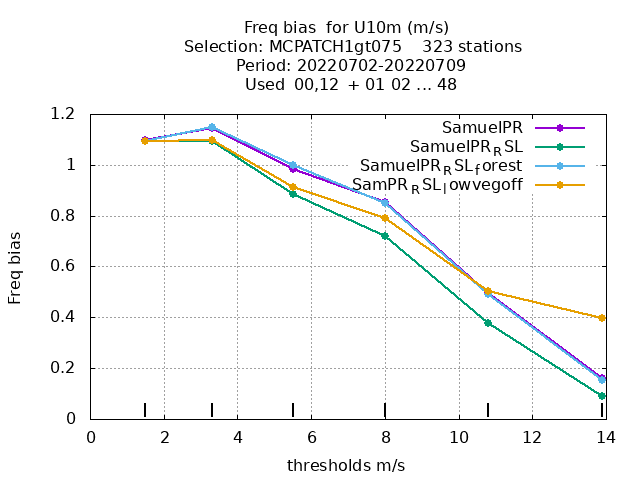 Freq bias  for U10m (m/s)
Selection: MCPATCH1gt075    323 stations
Period: 20220702-20220709
Used  00,12  + 01 02 ... 48
SamuelPR
SamuelPR_RSL
SamuelPR_RSL_forest
SamPR_RSL_lowvegoff
1.2
1
0.8
0.6
0.4
0.2
0
Freq bias
0 2 4 6 8 10 12 14
thresholds m/s